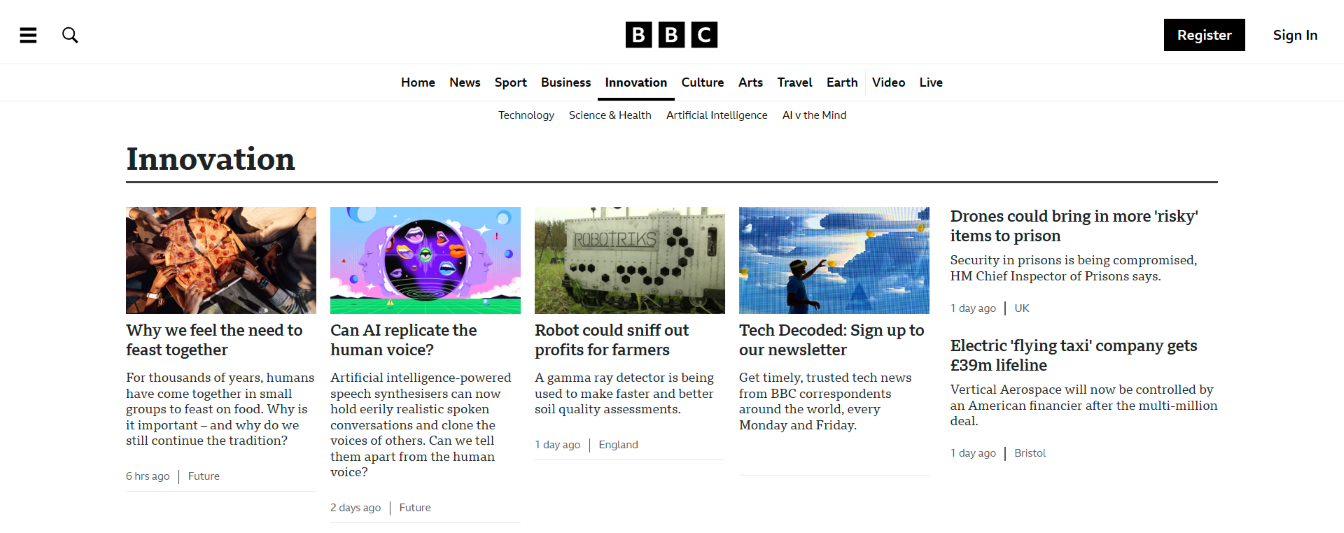 BBC
Register
Sign In
Home
News
Sport
Business
Innovation
Culture
Arts
Travel
Earth
Video
Live
Technology
Science & Health
Artificial Intelligence
AI v the Mind
Innovation
Why we feel the need to
feast together
For thousands of years, humans
have come together in small
groups to feast on food. Why is
it important – and why do we
still continue the tradition?
6 hrs ago
Future
Can AI replicate the
human voice?
Artificial intelligence-powered
speech synthesisers can now
hold eerily realistic spoken
conversations and clone the
voices of others. Can we tell
them apart from the human
voice?
2 days ago
Future
ROBOTRIKS
Robot could sniff out
profits for farmers
A gamma ray detector is being
used to make faster and better
soil quality assessments.
1 day ago
England
Tech Decoded: Sign up to
our newsletter
Get timely, trusted tech news
from BBC correspondents
around the world, every
Monday and Friday.
Drones could bring in more 'risky'
items to prison
Security in prisons is being compromised,
HM Chief Inspector of Prisons says.
1 day ago
UK
Electric 'flying taxi' company gets
£39m lifeline
Vertical Aerospace will now be controlled by
an American financier after the multi-million
deal.
1 day ago
Bristol